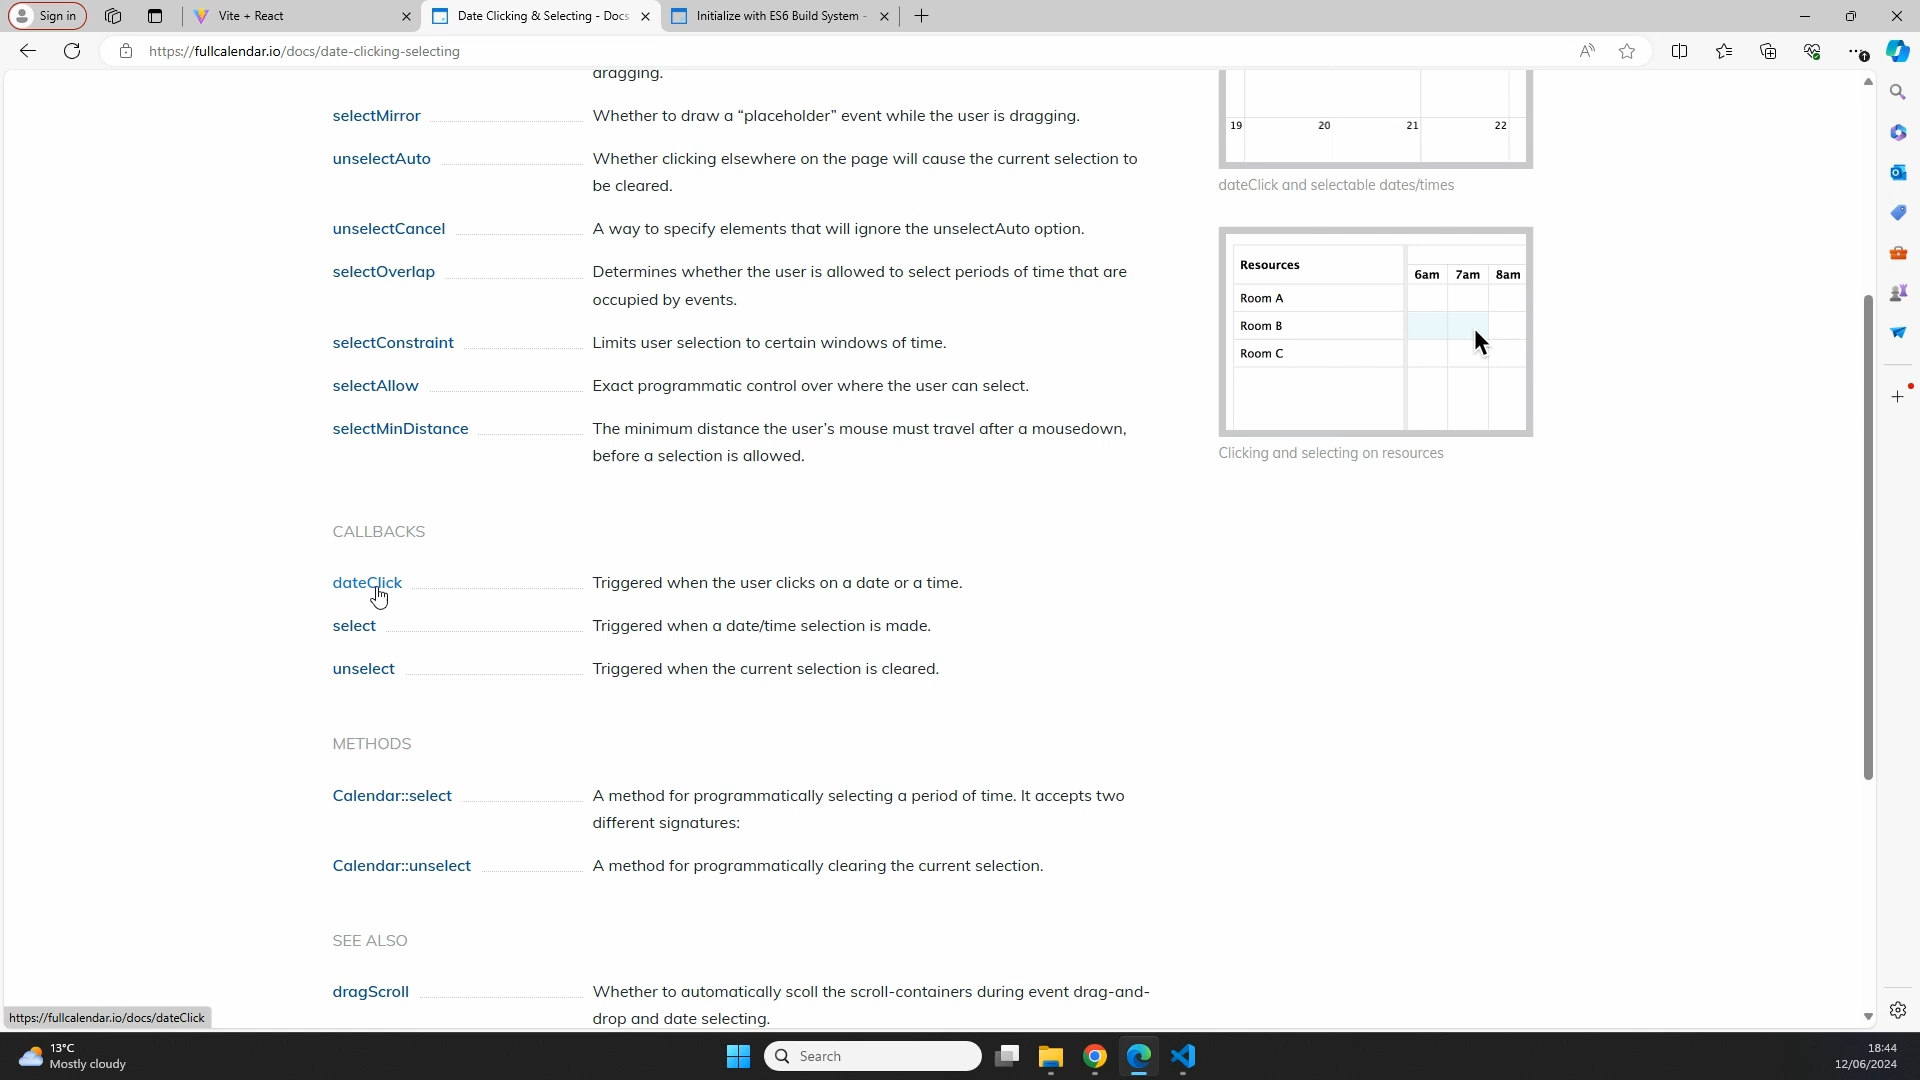 Sign in
Vite + React
Date Clicking & Selecting - Docs
Initialize with ES6 Build System -
https://fullcalendar.io/docs/date-clicking-selecting
dragging.
selectMirror Whether to draw a “placeholder” event while the user is dragging.
unselectAuto Whether clicking elsewhere on the page will cause the current selection to
be cleared.
unselectCancel A way to specify elements that will ignore the unselectAuto option.
selectOverlap Determines whether the user is allowed to select periods of time that are
occupied by events.
selectConstraint Limits user selection to certain windows of time.
selectAllow Exact programmatic control over where the user can select.
selectMinDistance The minimum distance the user’s mouse must travel after a mousedown,
before a selection is allowed.
CALLBACKS
dateClick Triggered when the user clicks on a date or a time.
select Triggered when a date/time selection is made.
unselect Triggered when the current selection is cleared.
METHODS
Calendar::select A method for programmatically selecting a period of time. It accepts two
different signatures:
Calendar::unselect A method for programmatically clearing the current selection.
SEE ALSO
dragScroll Whether to automatically scoll the scroll-containers during event drag-and-
drop and date selecting.
19 20 21 22
dateClick and selectable dates/times
Resources
6am 7am 8am
Room A
Room B
Room C
Clicking and selecting on resources
https://fullcalendar.io/docs/dateClick
13°C
Mostly cloudy
Search
18:44
12/06/2024